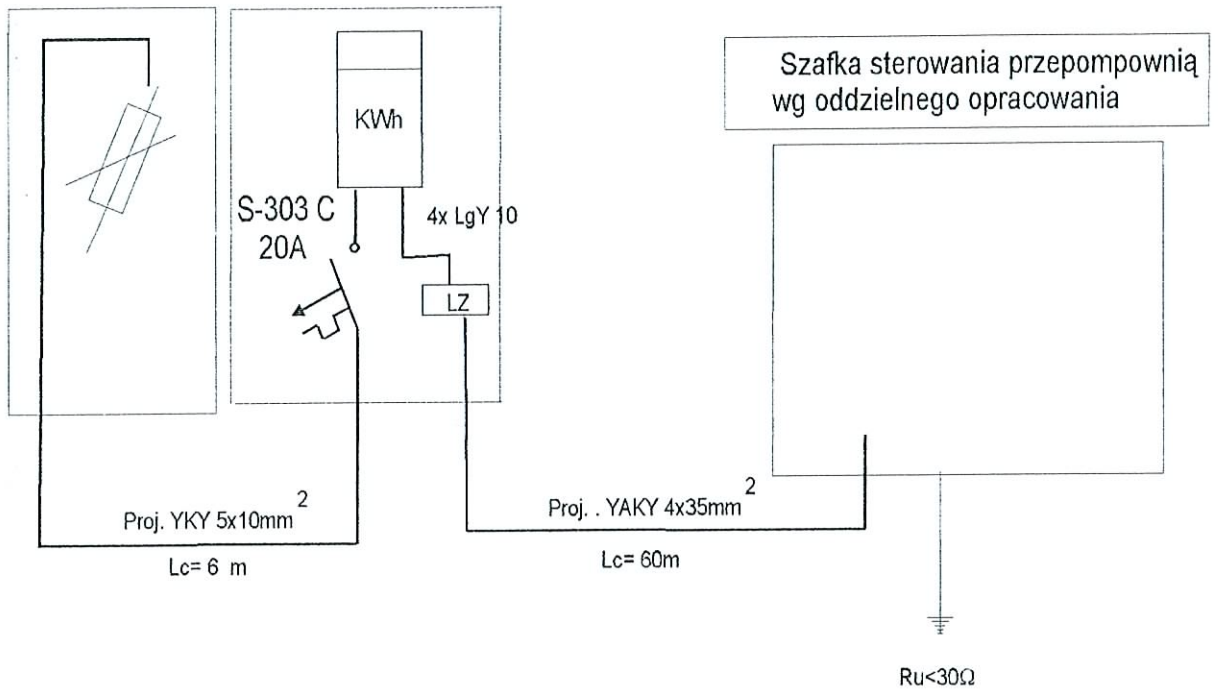 Szafka sterowania przepompownią
wg oddzielnego opracowania
KWh
S-303 C
20A
4x LgY 10
LZ
Proj. YKY 5x10mm²
Lc= 6 m
Proj. . YAKY 4x35mm²
Lc= 60m
Ru<30Ω